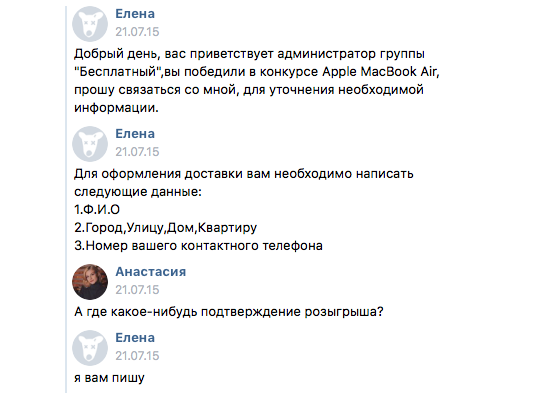 Елена
21.07.15
Добрый день, вас приветствует администратор группы
"Бесплатный",вы победили в конкурсе Apple MacBook Air,
прошу связаться со мной, для уточнения необходимой
информации.
Елена
21.07.15
Для оформления доставки вам необходимо написать
следующие данные:
1.Ф.И.О
2.Город,Улицу,Дом,Квартиру
3.Номер вашего контактного телефона
Анастасия
21.07.15
А где какое-нибудь подтверждение розыгрыша?
Елена
21.07.15
я вам пишу